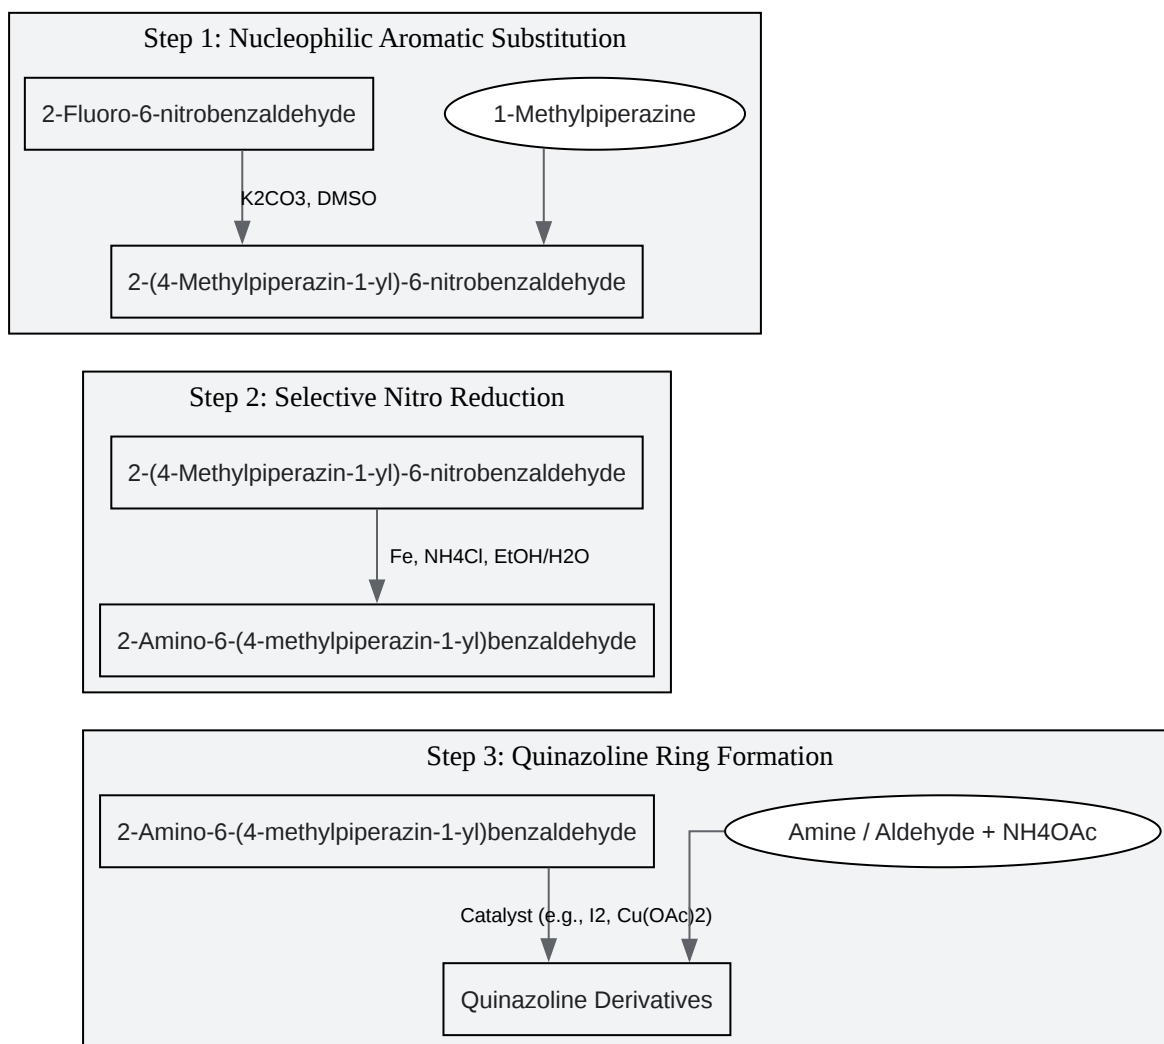 Step 1: Nucleophilic Aromatic Substitution
2-Fluoro-6-nitrobenzaldehyde
1-Methylpiperazine
K2CO3, DMSO
2-(4-Methylpiperazin-1-yl)-6-nitrobenzaldehyde
Step 2: Selective Nitro Reduction
2-(4-Methylpiperazin-1-yl)-6-nitrobenzaldehyde
Fe, NH4Cl, EtOH/H2O
2-Amino-6-(4-methylpiperazin-1-yl)benzaldehyde
Step 3: Quinazoline Ring Formation
2-Amino-6-(4-methylpiperazin-1-yl)benzaldehyde
Amine / Aldehyde + NH4OAc
Catalyst (e.g., I2, Cu(OAc)2)
Quinazoline Derivatives